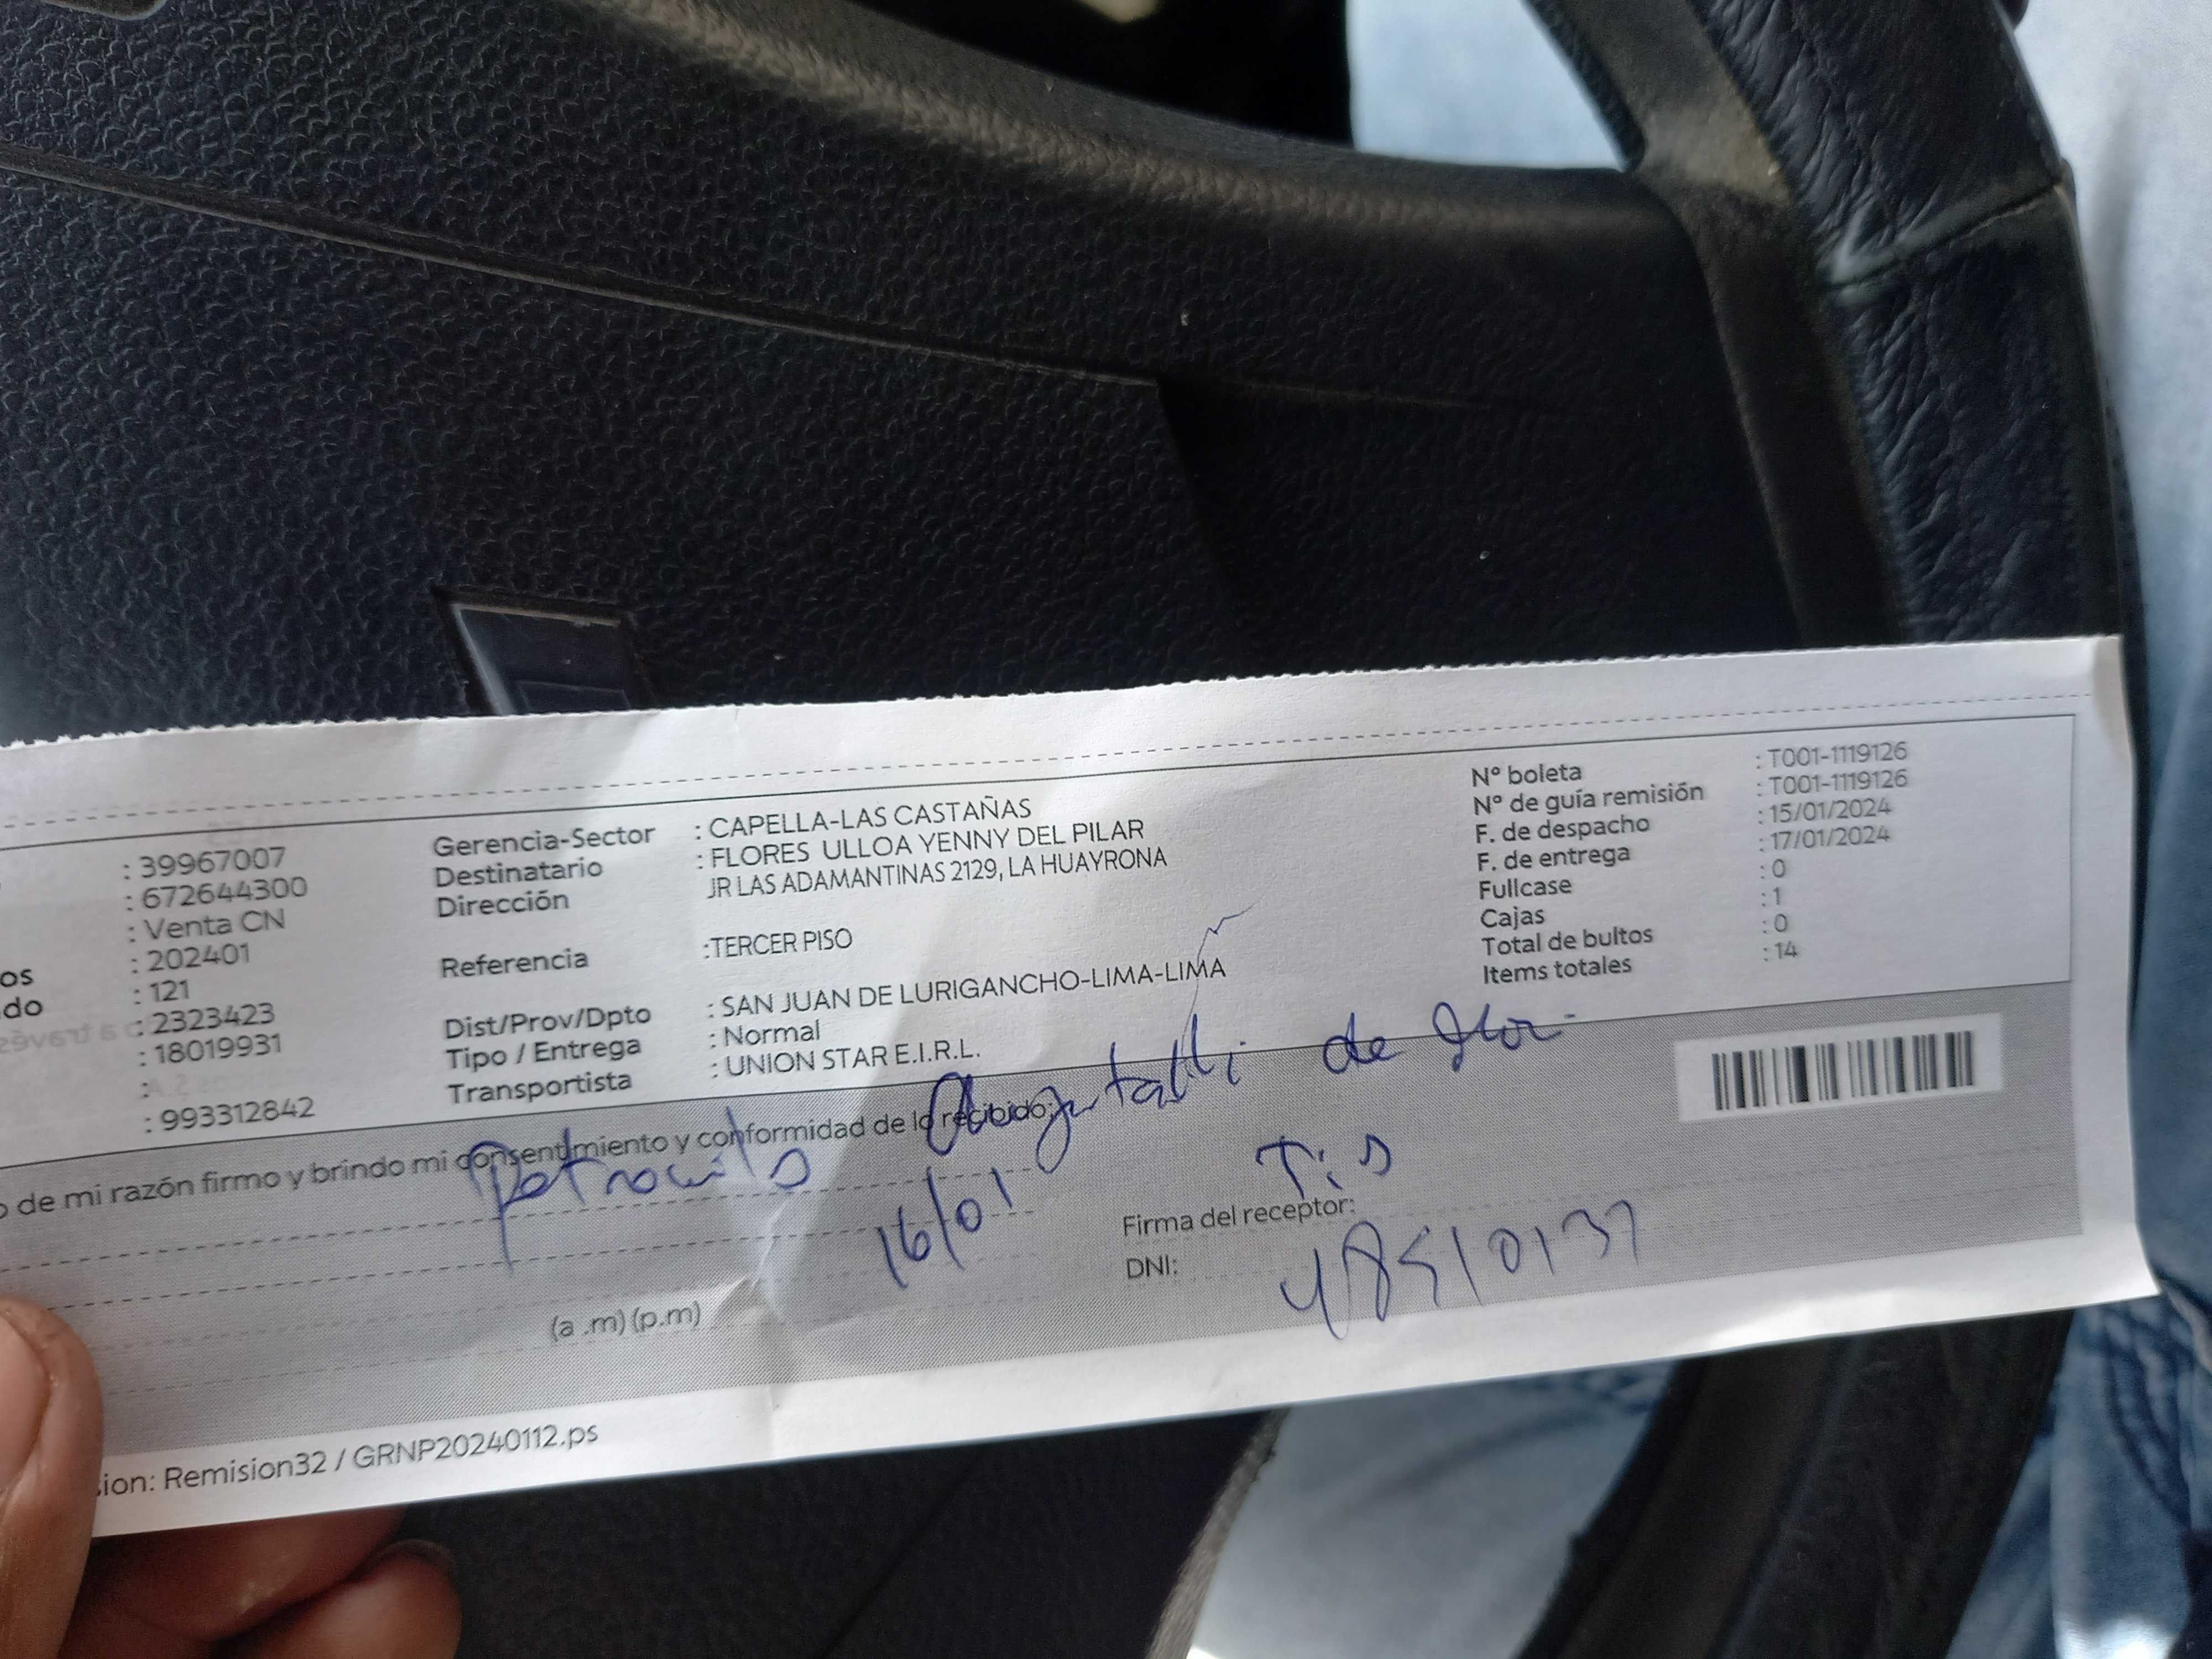 : 39967007
: 672644300
: Venta CN
os : 202401
do : 121
: 2323423
: 18019931
:
: 993312842
Gerencia-Sector : CAPELLA-LAS CASTAÑAS
Destinatario : FLORES ULLOA YENNY DEL PILAR
Dirección JR LAS ADAMANTINAS 2129, LA HUAYRONA
Referencia :TERCER PISO
Dist/Prov/Dpto : SAN JUAN DE LURIGANCHO-LIMA-LIMA
Tipo / Entrega : Normal
Transportista : UNION STAR E.I.R.L.
Nº boleta : T001-1119126
Nº de guía remisión : T001-1119126
F. de despacho : 15/01/2024
F. de entrega : 17/01/2024
Fullcase : 0
Cajas : 1
Total de bultos : 0
Items totales : 14
o de mi razón firmo y brindo mi consentimiento y conformidad de lo recibido;
de
16/01
Firma del receptor:
DNI:
(a .m) (p.m)
sion: Remision32 / GRNP20240112.ps